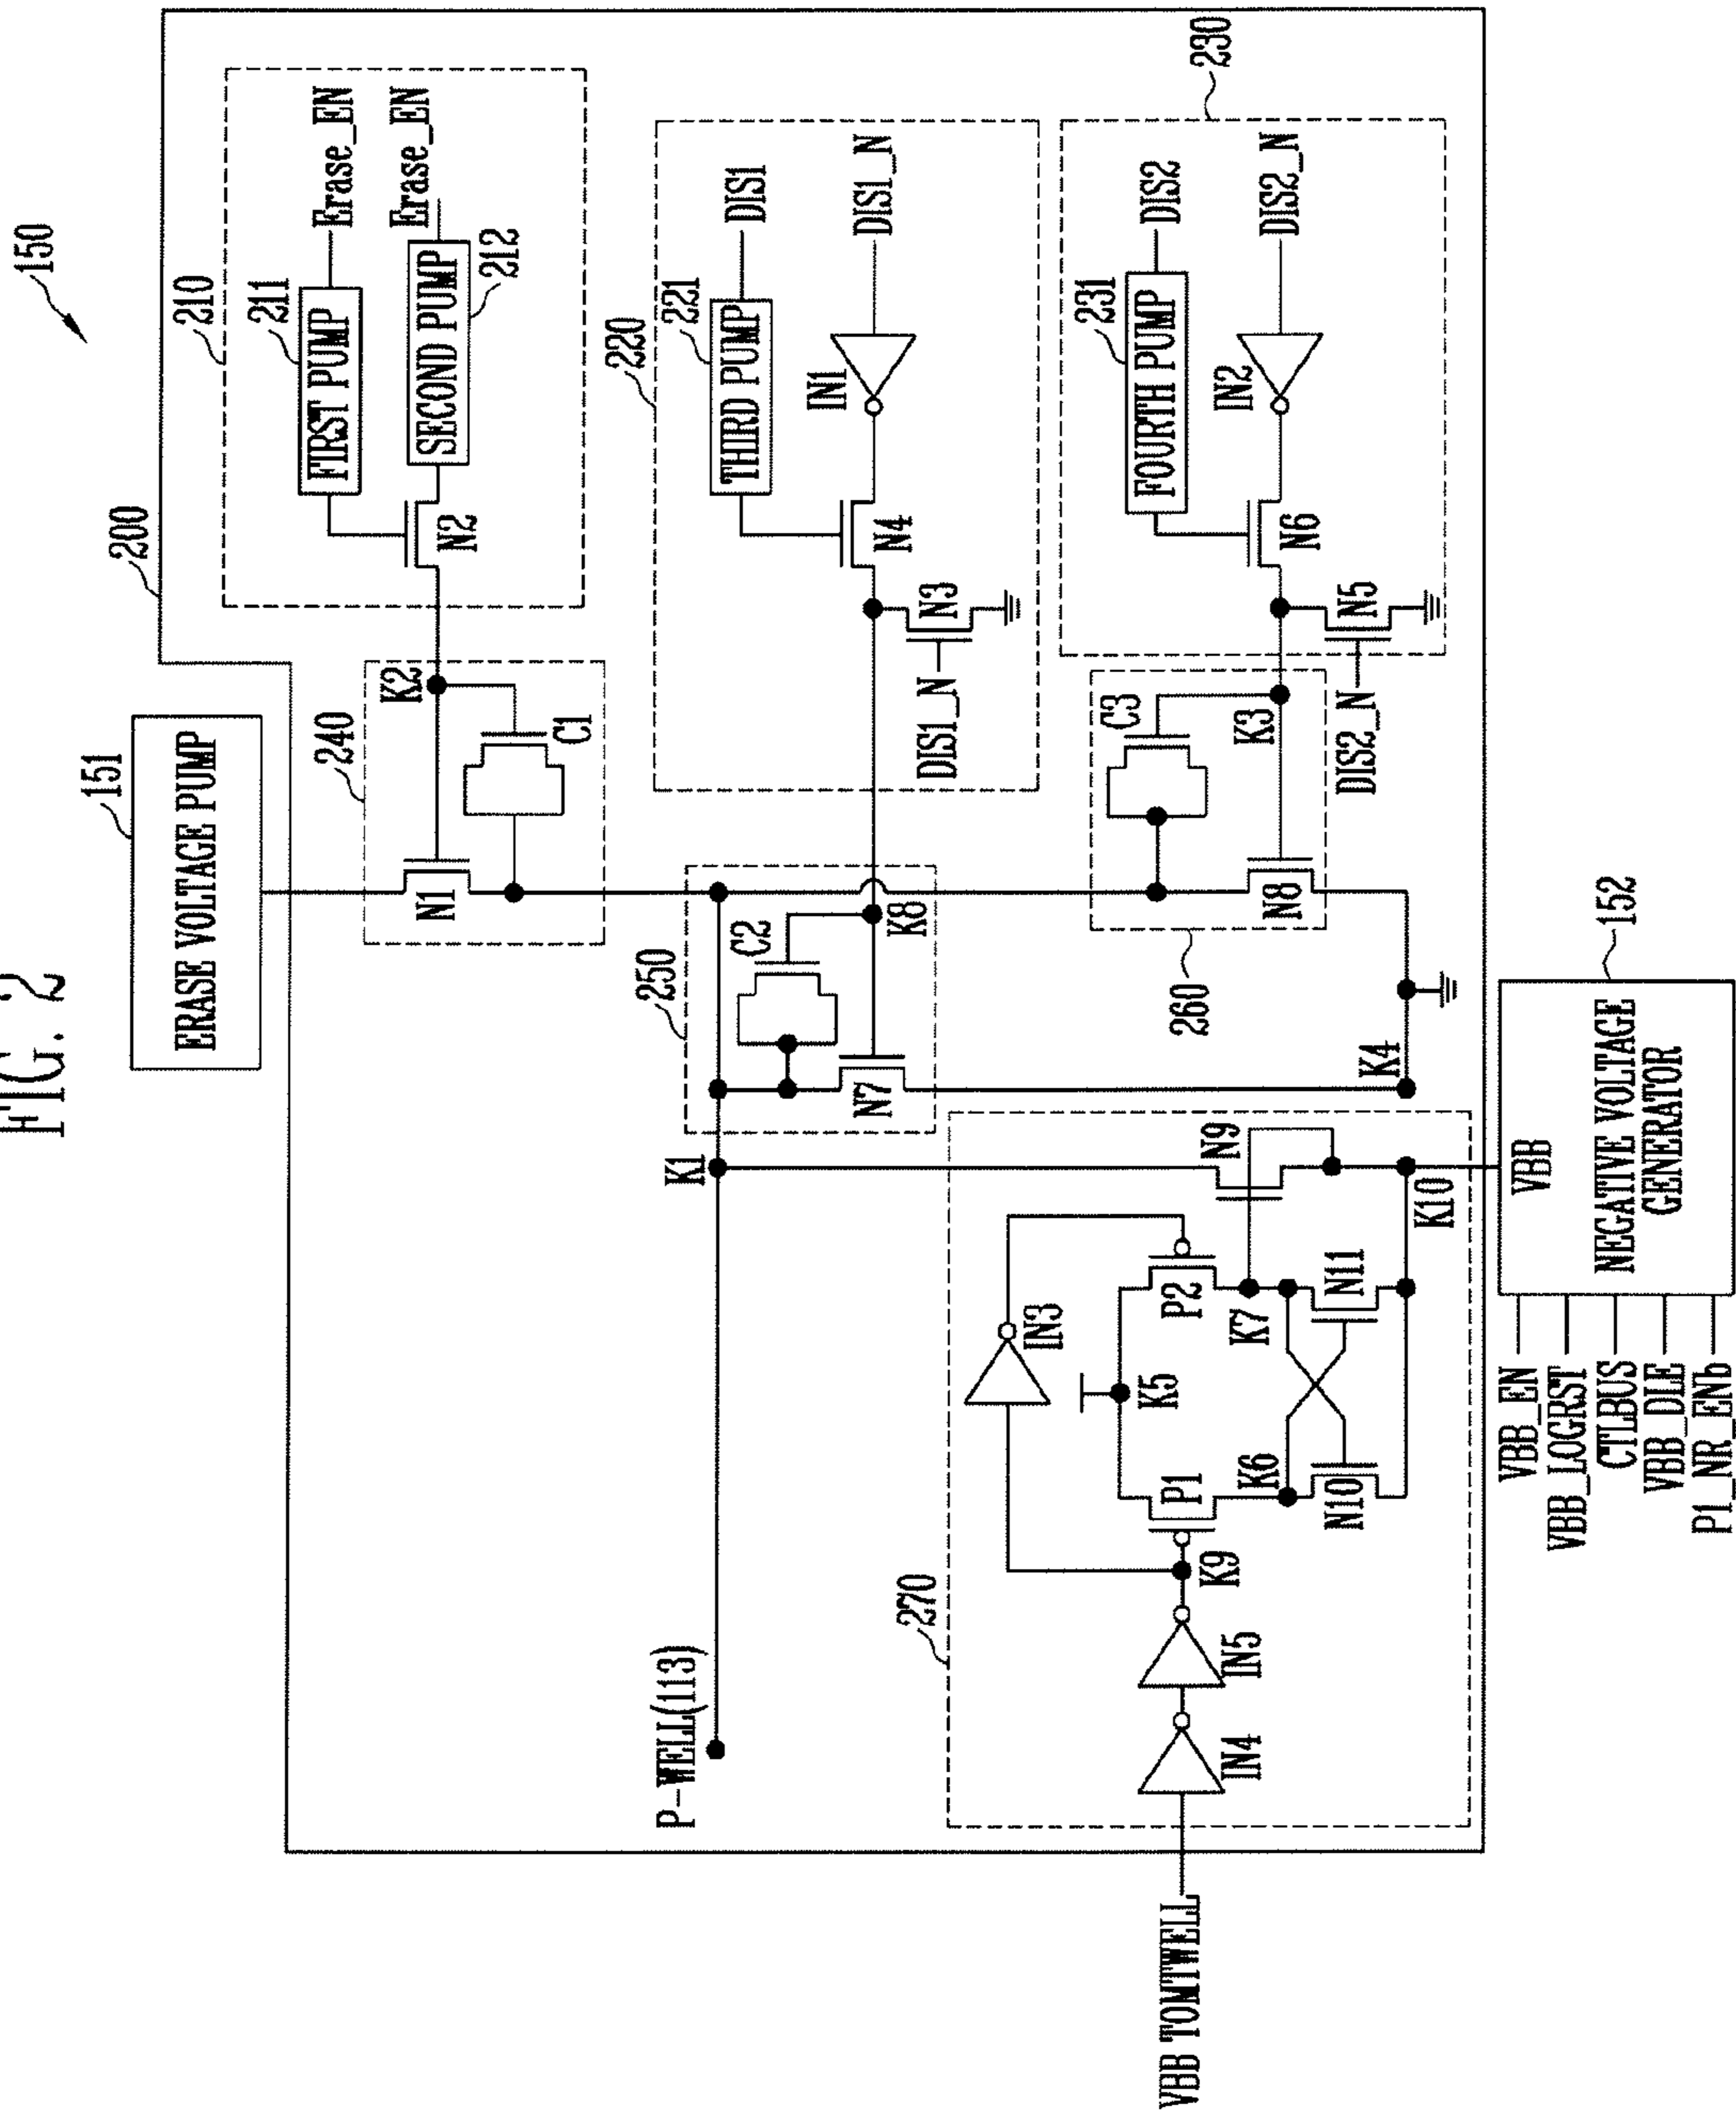 FIG. 2
150
151
ERASE VOLTAGE PUMP
200
210
211
FIRST PUMP
Erase_EN
Erase_EN
SECOND PUMP
212
N2
240
K2
N1
C1
220
221
THIRD PUMP
DIS1
IN1
DIS1_N
N4
N3
DIS1_N
250
C2
K8
N7
230
231
FOURTH PUMP
DIS2
IN2
DIS2_N
N6
N5
DIS2_N
C3
K3
N8
260
P-WELL(113)
K1
K4
270
N9
IN3
K5
P1
P2
K6
K7
N10
N11
K9
K10
IN4
IN5
VBB TOMTWELL
152
VBB
NEGATIVE VOLTAGE
GENERATOR
VBB_EN
VBB_LOGRST
CTLBUS
VBB_DLE
P1_NR_ENb